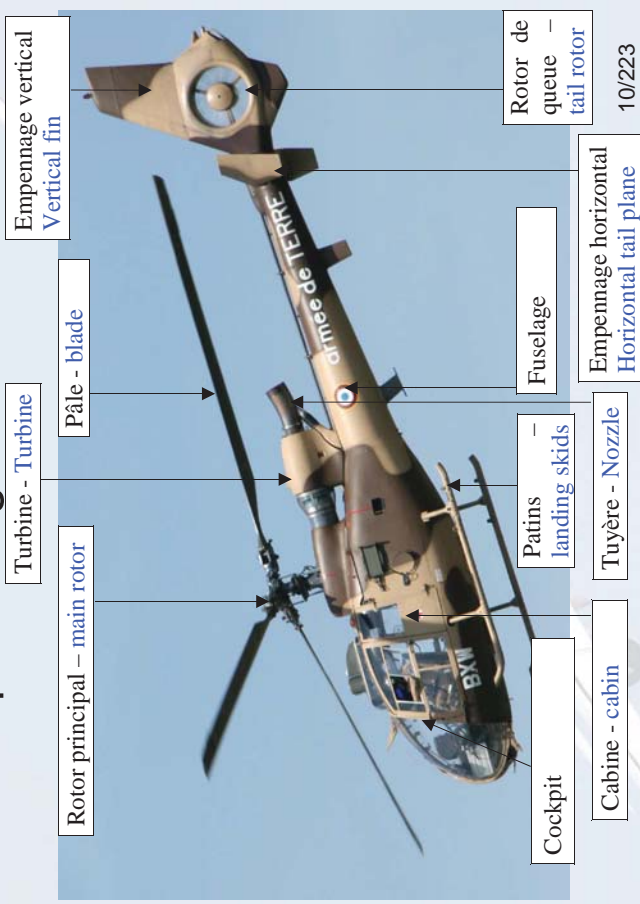 Turbine - Turbine
Empennage vertical
Vertical fin
Rotor principal – main rotor
Pâle - blade
armée de TERRE
BXW
Rotor de
queue –
tail rotor
Cockpit
Patins –
landing skids
Fuselage
Cabine - cabin
Tuyère - Nozzle
Empennage horizontal
Horizontal tail plane
10/223